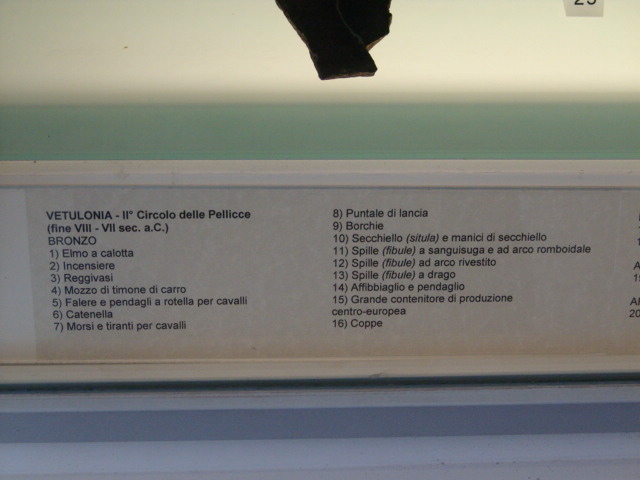 VETULONIA - II° Circolo delle Pellicce
(fine VIII - VII sec. a.C.)
BRONZO
1) Elmo a calotta
2) Incensiere
3) Reggivasi
4) Mozzo di timone di carro
5) Falere e pendagli a rotella per cavalli
6) Catenella
7) Morsi e tiranti per cavalli
8) Puntale di lancia
9) Borchie
10) Secchiello (situla) e manici di secchiello
11) Spille (fibule) a sanguisuga e ad arco romboidale
12) Spille (fibule) ad arco rivestito
13) Spille (fibule) a drago
14) Affibbiaglio e pendaglio
15) Grande contenitore di produzione
centro-europea
16) Coppe